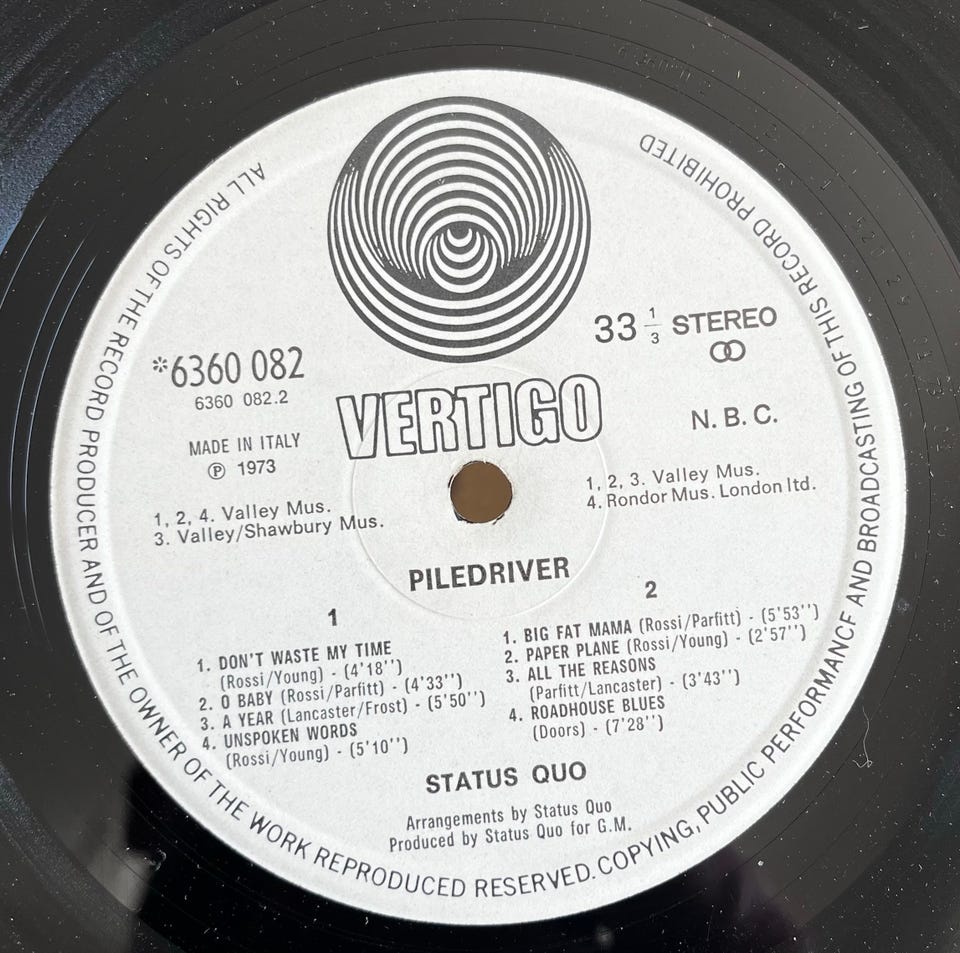 ALL RIGHTS OF THE RECORD PRODUCER AND OF THE OWNER OF THE WORK REPRODUCED RESERVED. COPYING, PUBLIC PERFORMANCE AND BROADCASTING OF THIS RECORD PROHIBITED
*6360 082
6360 082.2
MADE IN ITALY
℗ 1973
VERTIGO
33 1/3 STEREO
N. B. C.
1, 2, 4. Valley Mus.
3. Valley/Shawbury Mus.
1, 2, 3. Valley Mus.
4. Rondor Mus. London ltd.
PILEDRIVER
1
1. DON'T WASTE MY TIME
(Rossi/Young) - (4'18'')
2. O BABY (Rossi/Parfitt) - (4'33'')
3. A YEAR (Lancaster/Frost) - (5'50'')
4. UNSPOKEN WORDS
(Rossi/Young) - (5'10'')
2
1. BIG FAT MAMA (Rossi/Parfitt) - (5'53'')
2. PAPER PLANE (Rossi/Young) - (2'57'')
3. ALL THE REASONS
(Parfitt/Lancaster) - (3'43'')
4. ROADHOUSE BLUES
(Doors) - (7'28'')
STATUS QUO
Arrangements by Status Quo
Produced by Status Quo for G.M.